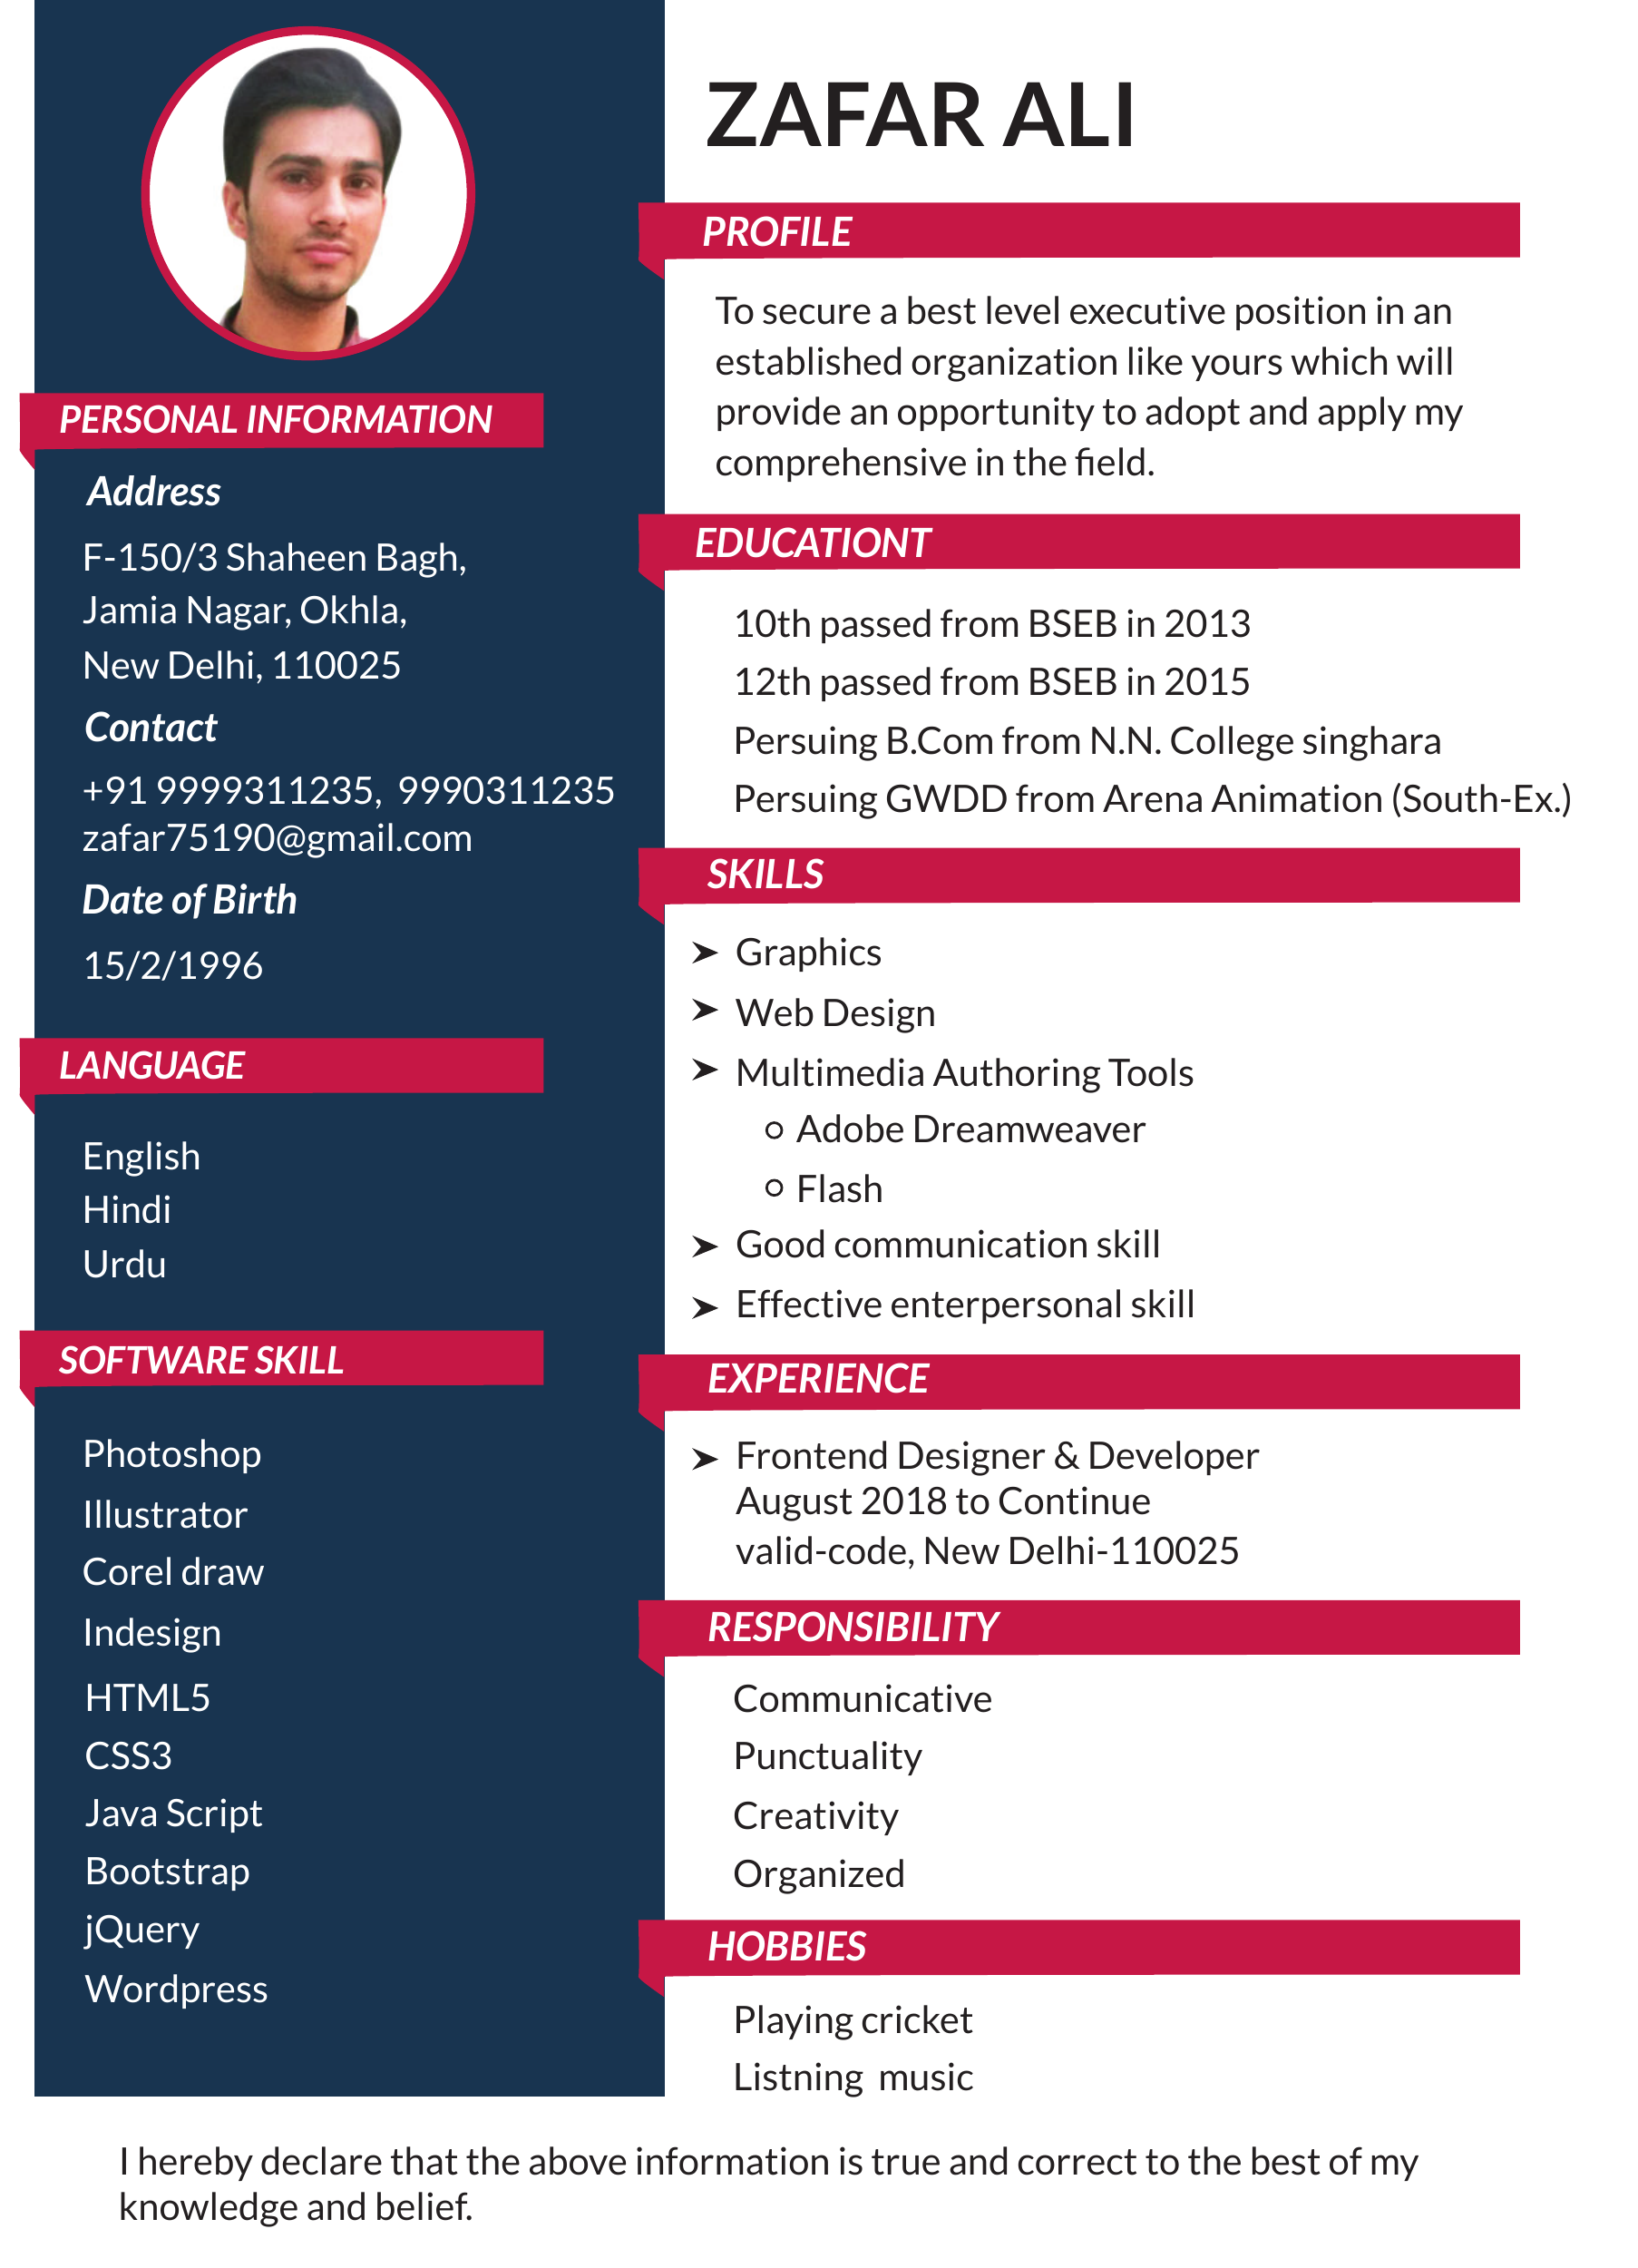 ZAFAR ALI
PERSONAL INFORMATION
Address
F-150/3 Shaheen Bagh,
Jamia Nagar, Okhla,
New Delhi, 110025
Contact
+91 9999311235, 9990311235
zafar75190@gmail.com
Date of Birth
15/2/1996
LANGUAGE
English
Hindi
Urdu
SOFTWARE SKILL
Photoshop
Illustrator
Corel draw
Indesign
HTML5
CSS3
Java Script
Bootstrap
jQuery
Wordpress
PROFILE
To secure a best level executive position in an
established organization like yours which will
provide an opportunity to adopt and apply my
comprehensive in the field.
EDUCATIONT
10th passed from BSEB in 2013
12th passed from BSEB in 2015
Persuing B.Com from N.N. College singhara
Persuing GWDD from Arena Animation (South-Ex.)
SKILLS
➤ Graphics
➤ Web Design
➤ Multimedia Authoring Tools
○ Adobe Dreamweaver
○ Flash
➤ Good communication skill
➤ Effective enterpersonal skill
EXPERIENCE
➤ Frontend Designer & Developer
August 2018 to Continue
valid-code, New Delhi-110025
RESPONSIBILITY
Communicative
Punctuality
Creativity
Organized
HOBBIES
Playing cricket
Listning music
I hereby declare that the above information is true and correct to the best of my
knowledge and belief.